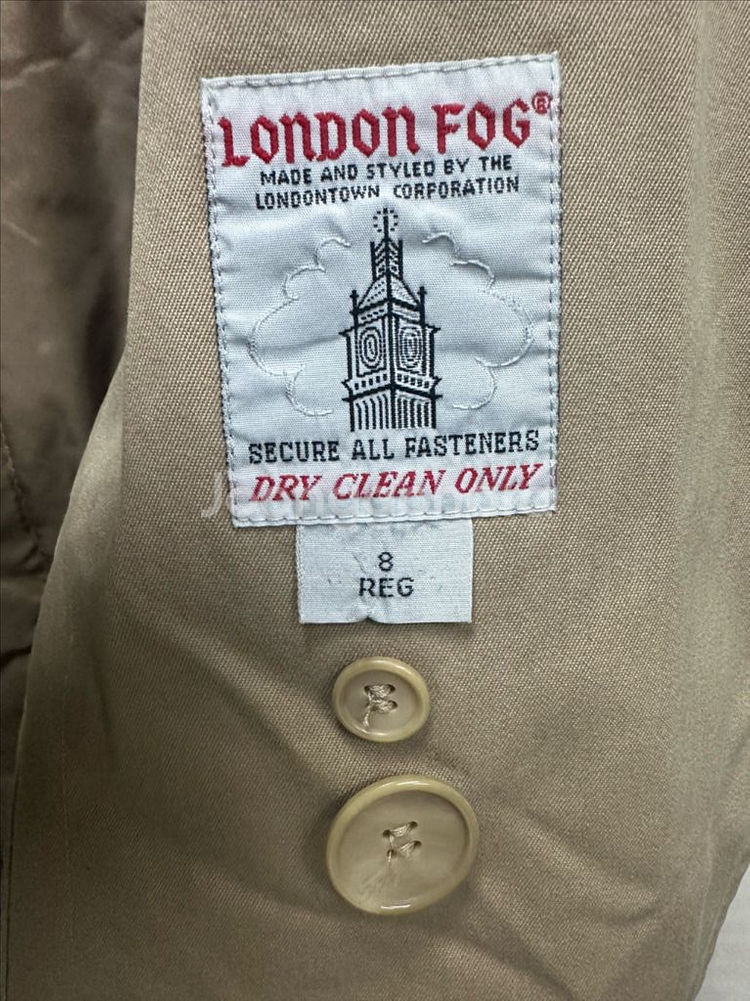 LONDON FOG®
MADE AND STYLED BY THE
LONDONTOWN CORPORATION
SECURE ALL FASTENERS
DRY CLEAN ONLY
8
REG